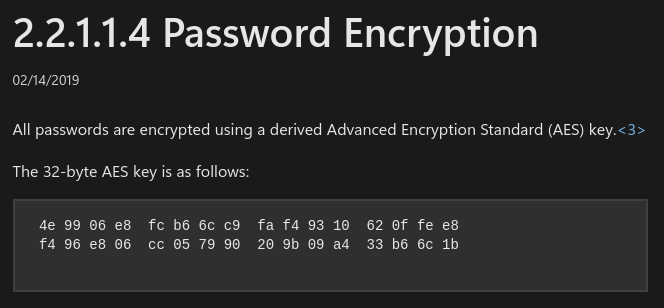 2.2.1.1.4 Password Encryption
02/14/2019
All passwords are encrypted using a derived Advanced Encryption Standard (AES) key.<3>
The 32-byte AES key is as follows:
4e 99 06 e8  fc b6 6c c9  fa f4 93 10  62 0f fe e8
f4 96 e8 06  cc 05 79 90  20 9b 09 a4  33 b6 6c 1b